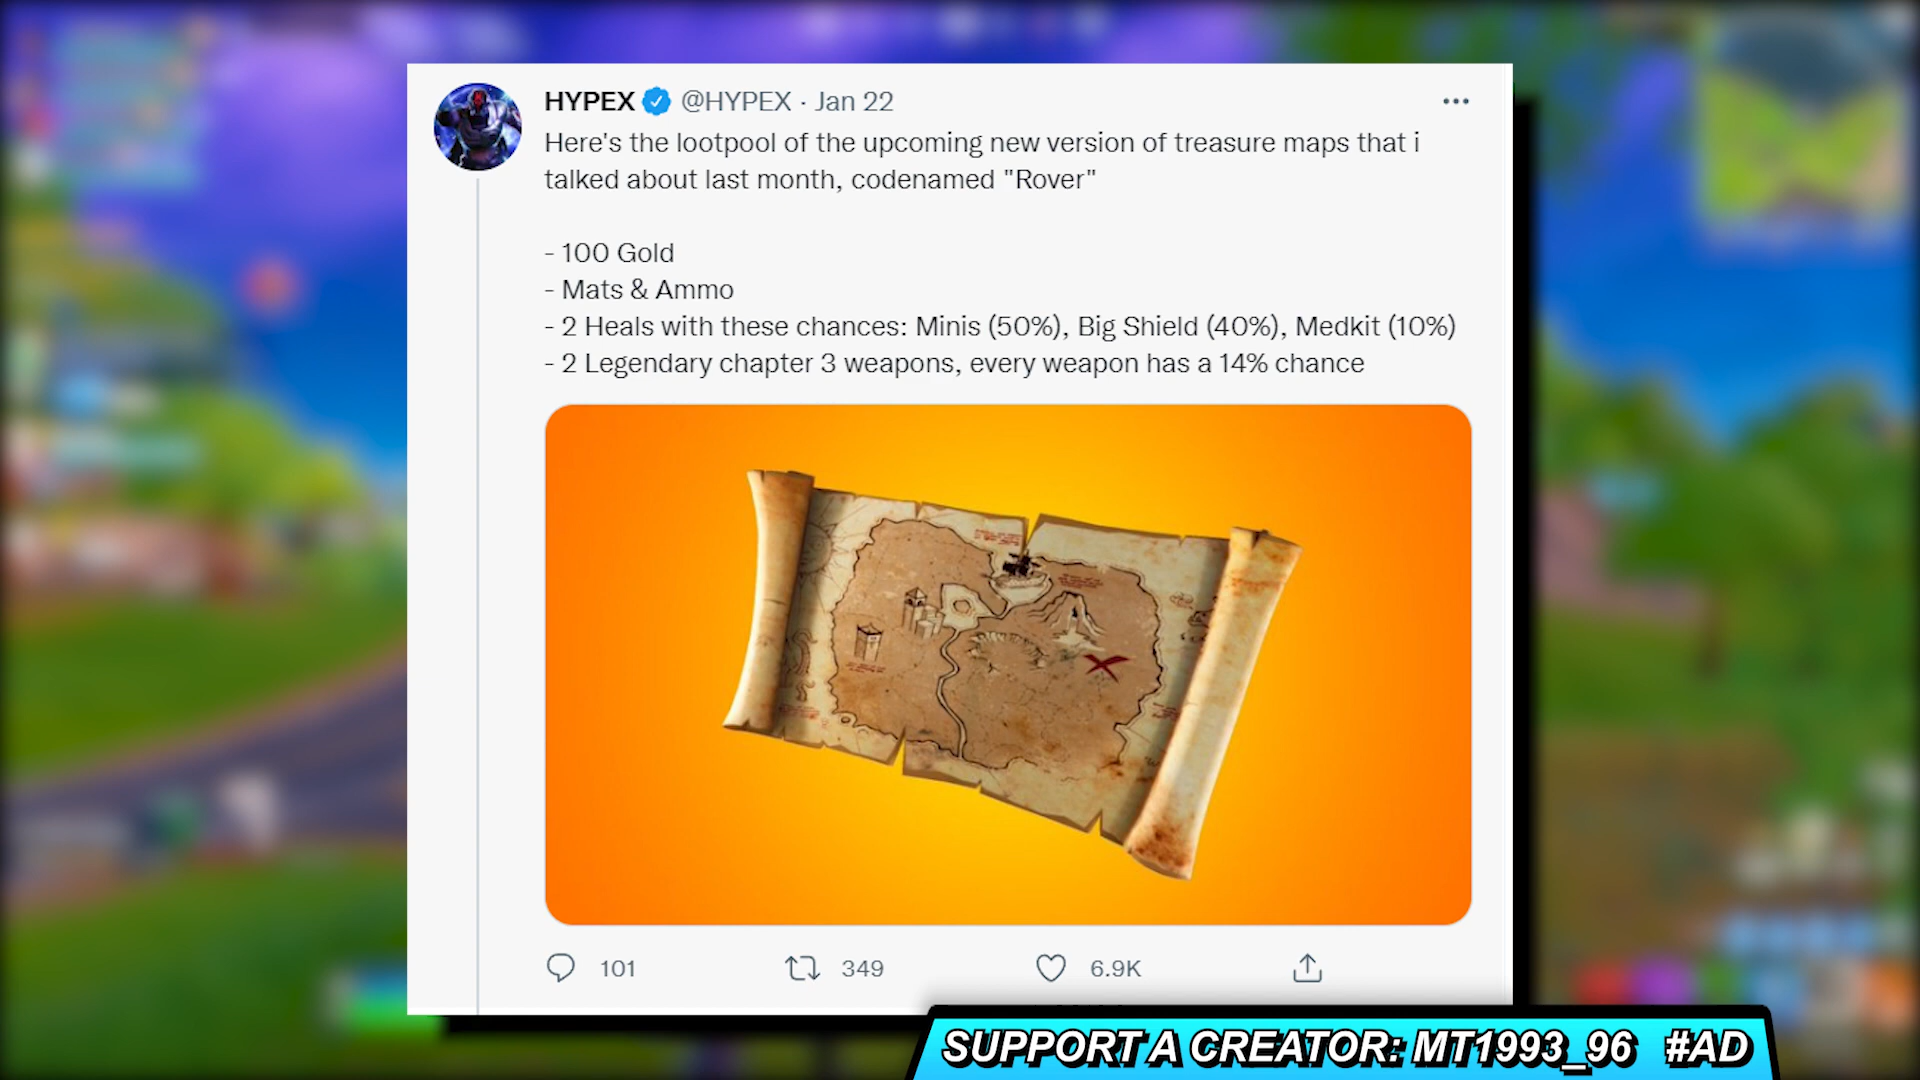 HYPEX @HYPEX · Jan 22
Here's the lootpool of the upcoming new version of treasure maps that i
talked about last month, codenamed "Rover"
- 100 Gold
- Mats & Ammo
- 2 Heals with these chances: Minis (50%), Big Shield (40%), Medkit (10%)
- 2 Legendary chapter 3 weapons, every weapon has a 14% chance
101 349 6.9K
SUPPORT A CREATOR: MT1993_96 #AD